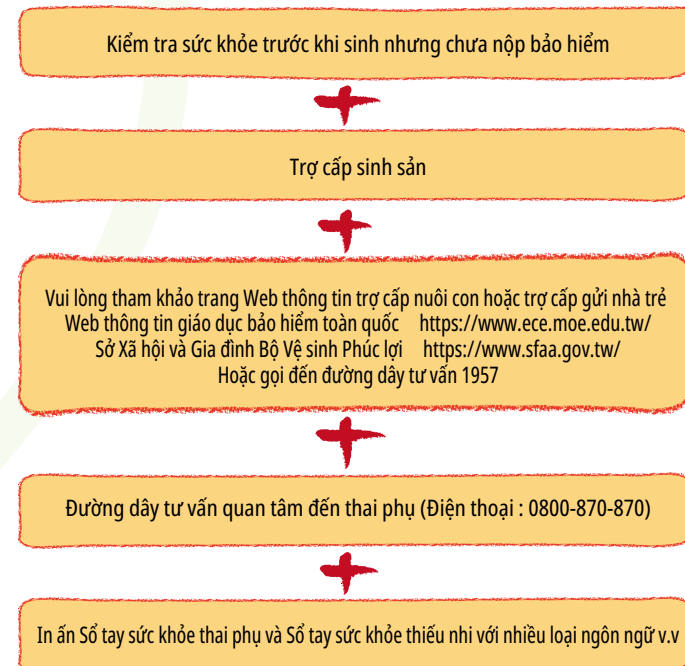 Kiểm tra sức khỏe trước khi sinh nhưng chưa nộp bảo hiểm
Trợ cấp sinh sản
Vui lòng tham khảo trang Web thông tin trợ cấp nuôi con hoặc trợ cấp gửi nhà trẻ
Web thông tin giáo dục bảo hiểm toàn quốc https://www.ece.moe.edu.tw/
Sở Xã hội và Gia đình Bộ Vệ sinh Phúc lợi https://www.sfaa.gov.tw/
Hoặc gọi đến đường dây tư vấn 1957
Đường dây tư vấn quan tâm đến thai phụ (Điện thoại : 0800-870-870)
In ấn Sổ tay sức khỏe thai phụ và Sổ tay sức khỏe thiếu nhi với nhiều loại ngôn ngữ v.v